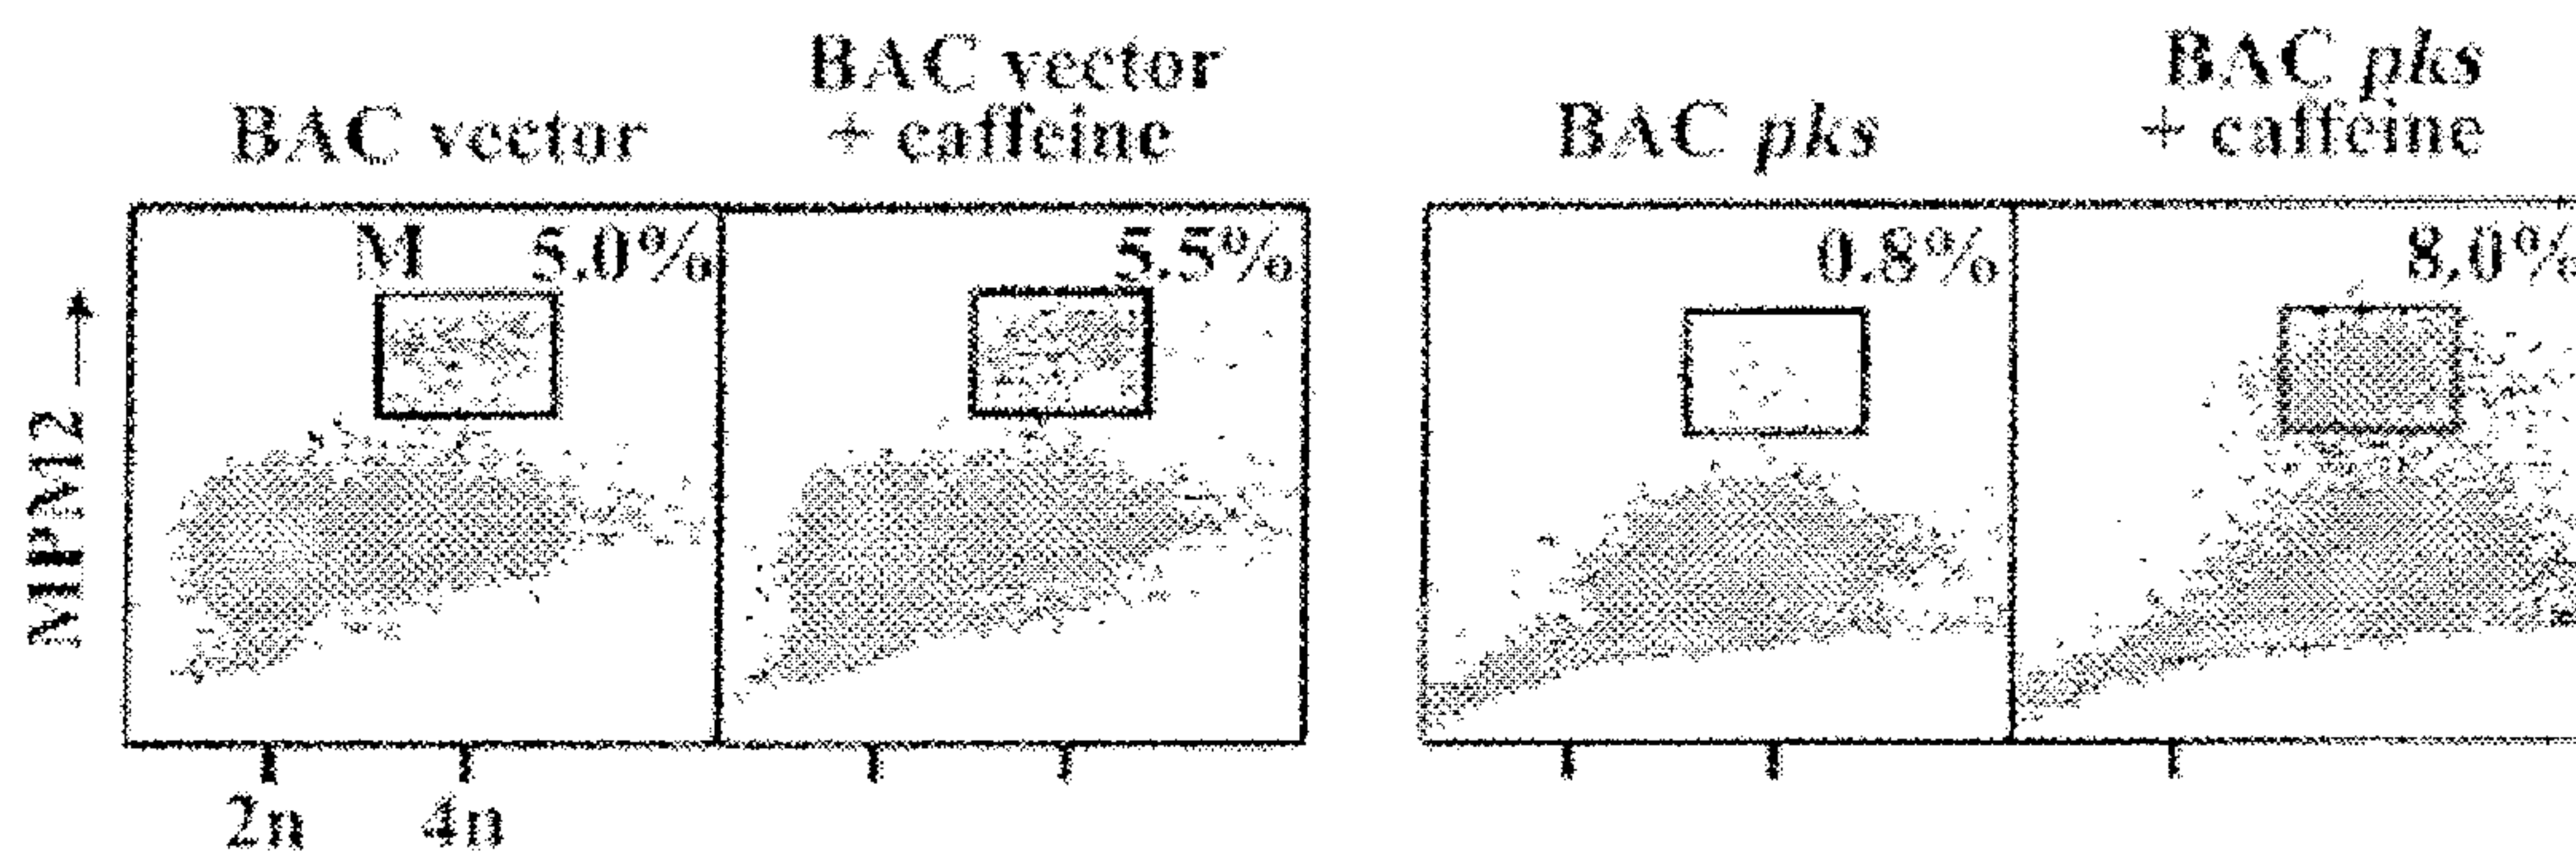 BAC vector
BAC vector
+ caffeine
BAC pks
BAC pks
+ caffeine
M 5.0%
5.5%
0.8%
8.0%
MPM2
2n 4n